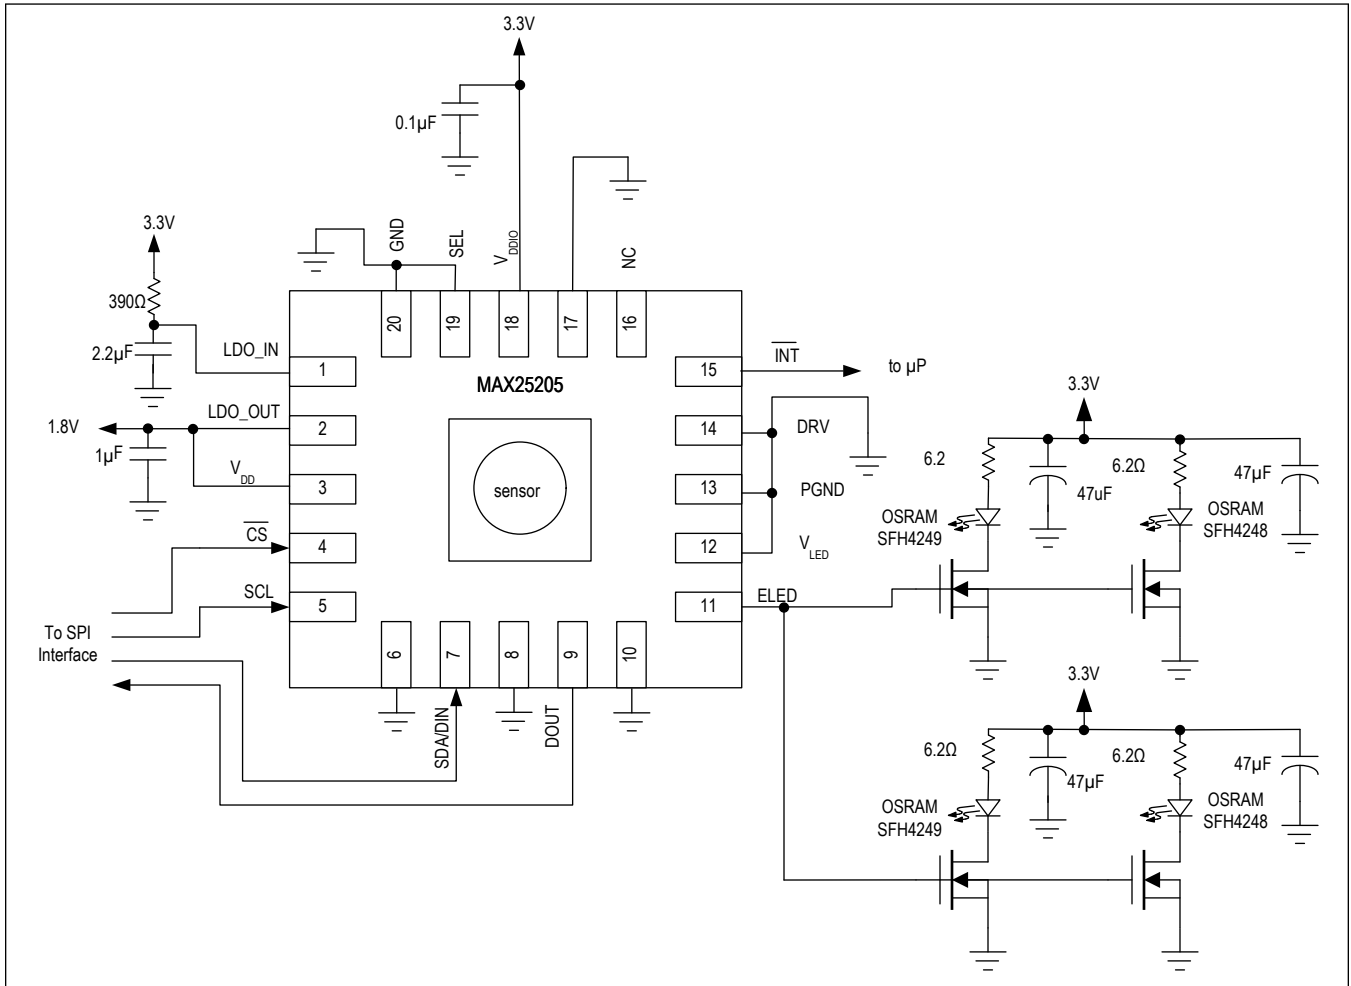 3.3V
0.1µF
3.3V
GND
SEL
VDDIO
NC
390Ω
2.2µF
LDO_IN
20
19
18
17
16
1
MAX25205
15
INT
to µP
1.8V
LDO_OUT
2
14
DRV
3.3V
1µF
VDD
3
sensor
13
PGND
6.2
47uF
6.2Ω
47µF
OSRAM
SFH4249
OSRAM
SFH4248
CS
4
12
VLED
SCL
5
11
ELED
To SPI
Interface
6
7
8
9
10
SDA/DIN
DOUT
3.3V
6.2Ω
47µF
6.2Ω
47µF
OSRAM
SFH4249
OSRAM
SFH4248